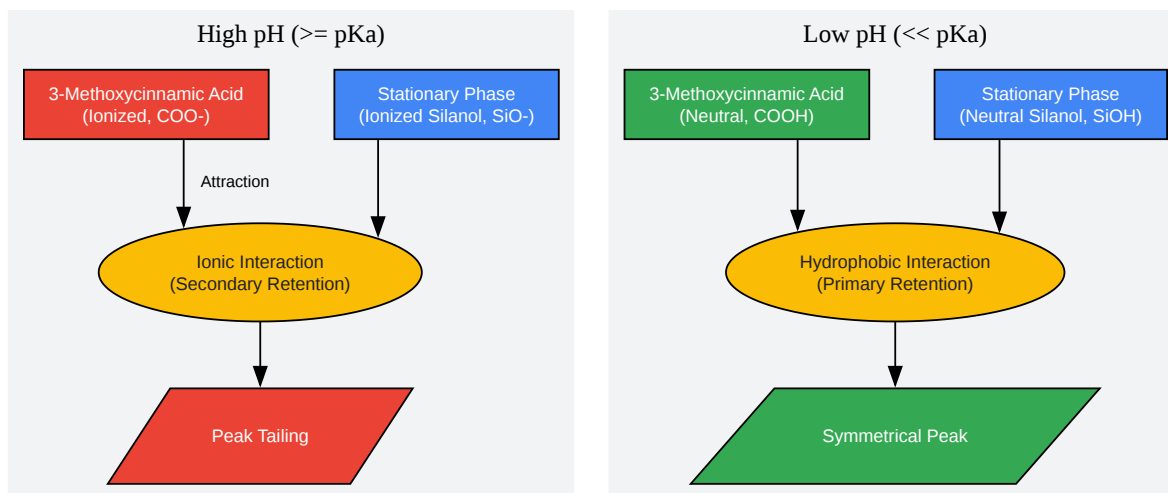 High pH (>= pKa)
3-Methoxycinnamic Acid
(Ionized, COO-)
Stationary Phase
(Ionized Silanol, SiO-)
Attraction
Ionic Interaction
(Secondary Retention)
Peak Tailing
Low pH (<< pKa)
3-Methoxycinnamic Acid
(Neutral, COOH)
Stationary Phase
(Neutral Silanol, SiOH)
Hydrophobic Interaction
(Primary Retention)
Symmetrical Peak